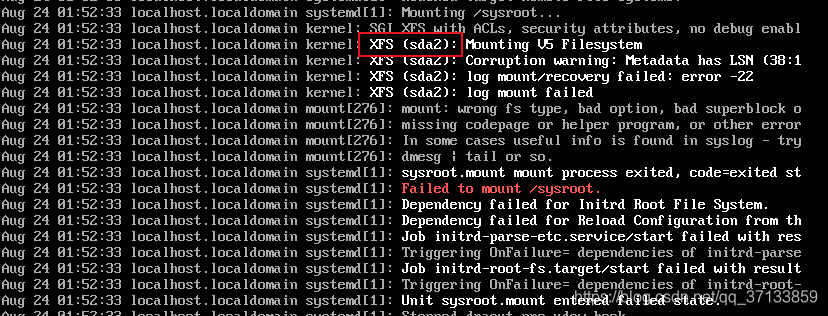 Aug 24 01:52:33 localhost.localdomain systemd[1]: Mounting /sysroot...
Aug 24 01:52:33 localhost.localdomain kernel: SGI XFS with ACLs, security attributes, no debug enabl
Aug 24 01:52:33 localhost.localdomain kernel: XFS (sda2): Mounting V5 Filesystem
Aug 24 01:52:33 localhost.localdomain kernel: XFS (sda2): Corruption warning: Metadata has LSN (38:1
Aug 24 01:52:33 localhost.localdomain kernel: XFS (sda2): log mount/recovery failed: error -22
Aug 24 01:52:33 localhost.localdomain kernel: XFS (sda2): log mount failed
Aug 24 01:52:33 localhost.localdomain mount[276]: mount: wrong fs type, bad option, bad superblock o
Aug 24 01:52:33 localhost.localdomain mount[276]: missing codepage or helper program, or other error
Aug 24 01:52:33 localhost.localdomain mount[276]: In some cases useful info is found in syslog - try
Aug 24 01:52:33 localhost.localdomain mount[276]: dmesg | tail or so.
Aug 24 01:52:33 localhost.localdomain systemd[1]: sysroot.mount mount process exited, code=exited st
Aug 24 01:52:33 localhost.localdomain systemd[1]: Failed to mount /sysroot.
Aug 24 01:52:33 localhost.localdomain systemd[1]: Dependency failed for Initrd Root File System.
Aug 24 01:52:33 localhost.localdomain systemd[1]: Dependency failed for Reload Configuration from th
Aug 24 01:52:33 localhost.localdomain systemd[1]: Job initrd-parse-etc.service/start failed with res
Aug 24 01:52:33 localhost.localdomain systemd[1]: Triggering OnFailure= dependencies of initrd-parse
Aug 24 01:52:33 localhost.localdomain systemd[1]: Job initrd-root-fs.target/start failed with result
Aug 24 01:52:33 localhost.localdomain systemd[1]: Triggering OnFailure= dependencies of initrd-root-
Aug 24 01:52:33 localhost.localdomain systemd[1]: Unit sysroot.mount entered failed state.
https://blog.csdn.net/qq_37133859